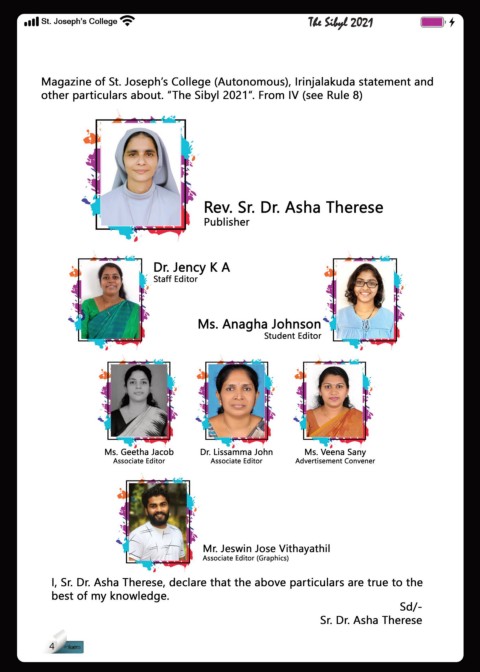 St. Joseph's College
The Sibyl 2021
Magazine of St. Joseph's College (Autonomous), Irinjalakuda statement and
other particulars about. "The Sibyl 2021". From IV (see Rule 8)
Rev. Sr. Dr. Asha Therese
Publisher
Dr. Jency K A
Staff Editor
Ms. Anagha Johnson
Student Editor
Ms. Geetha Jacob
Associate Editor
Dr. Lissamma John
Associate Editor
Ms. Veena Sany
Advertisement Convener
Mr. Jeswin Jose Vithayathil
Associate Editor (Graphics)
I, Sr. Dr. Asha Therese, declare that the above particulars are true to the
best of my knowledge.
Sd/-
Sr. Dr. Asha Therese
4